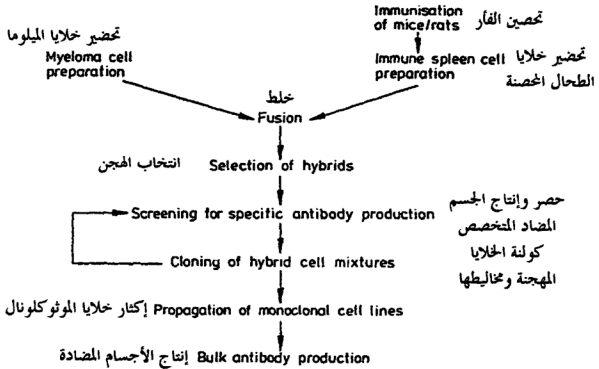 Immunisation
of mice/rats تحصين الفأر
تحضير خلايا الميلوما
Myeloma cell
preparation
Immune spleen cell تحضير خلايا
preparation الطحال المحصنة
خلط
Fusion
انتخاب الهجن Selection of hybrids
Screening for specific antibody production
حصر وإنتاج الجسم
المضاد المتخصص
Cloning of hybrid cell mixtures
كولنة الخلايا
المهجنة ومخاليطها
إكثار خلايا الموثوكلونال Propagation of monoclonal cell lines
إنتاج الأجسام المضادة Bulk antibody production